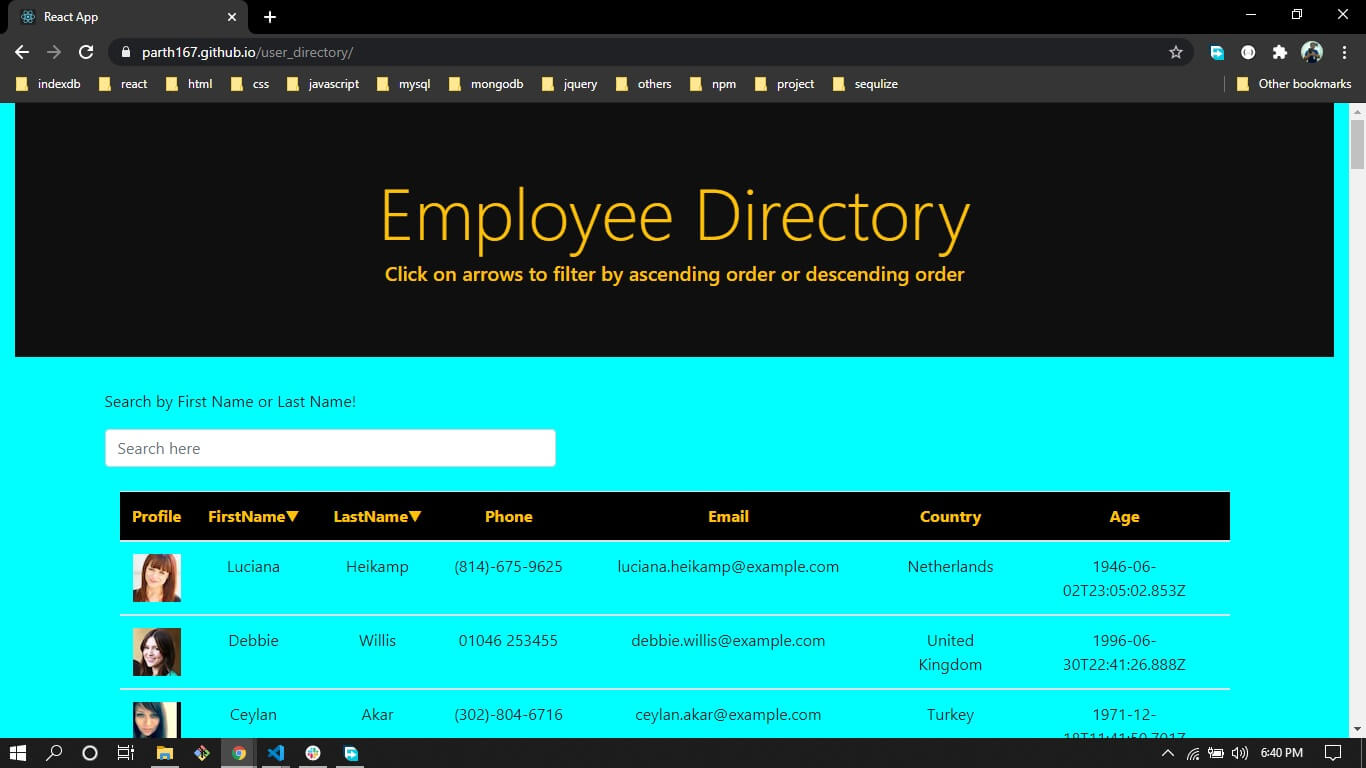 React App
parth167.github.io/user_directory/
indexdb react html css javascript mysql mongodb jquery others npm project sequlize Other bookmarks
Employee Directory
Click on arrows to filter by ascending order or descending order
Search by First Name or Last Name!
Search here
Profile FirstName▼ LastName▼ Phone Email Country Age
Luciana Heikamp (814)-675-9625 luciana.heikamp@example.com Netherlands 1946-06-
02T23:05:02.853Z
Debbie Willis 01046 253455 debbie.willis@example.com United 1996-06-
Kingdom 30T22:41:26.888Z
Ceylan Akar (302)-804-6716 ceylan.akar@example.com Turkey 1971-12-
18T11:41:50.701Z
6:40 PM